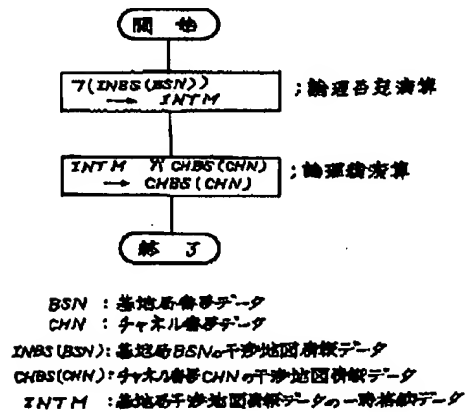 開始
¬(INBS(BSN))
→ INTM
;論理否定演算
INTM ∧ CHBS(CHN)
→ CHBS(CHN)
;論理積演算
終了
BSN:基地局番号データ
CHN:チャネル番号データ
INBS(BSN):基地局BSNの干渉地図情報データ
CHBS(CHN):チャネル番号CHNの干渉地図情報データ
INTM:基地局干渉地図情報データの一時格納データ